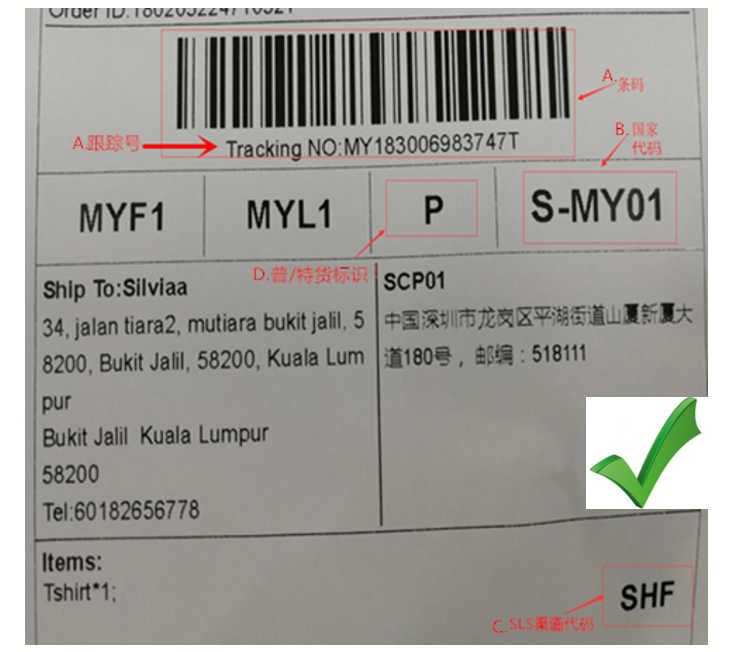 A.条码
A.跟踪号
Tracking NO:MY183006983747T
B.国家
代码
MYF1 MYL1 P S-MY01
D.普/特货标识
Ship To:Silviaa
34, jalan tiara2, mutiara bukit jalil, 5
8200, Bukit Jalil, 58200, Kuala Lum
pur
Bukit Jalil Kuala Lumpur
58200
Tel:60182656778
SCP01
中国深圳市龙岗区平湖街道山厦新厦大
道180号，邮编：518111
Items:
Tshirt*1;
SHF
C.SLS渠道代码